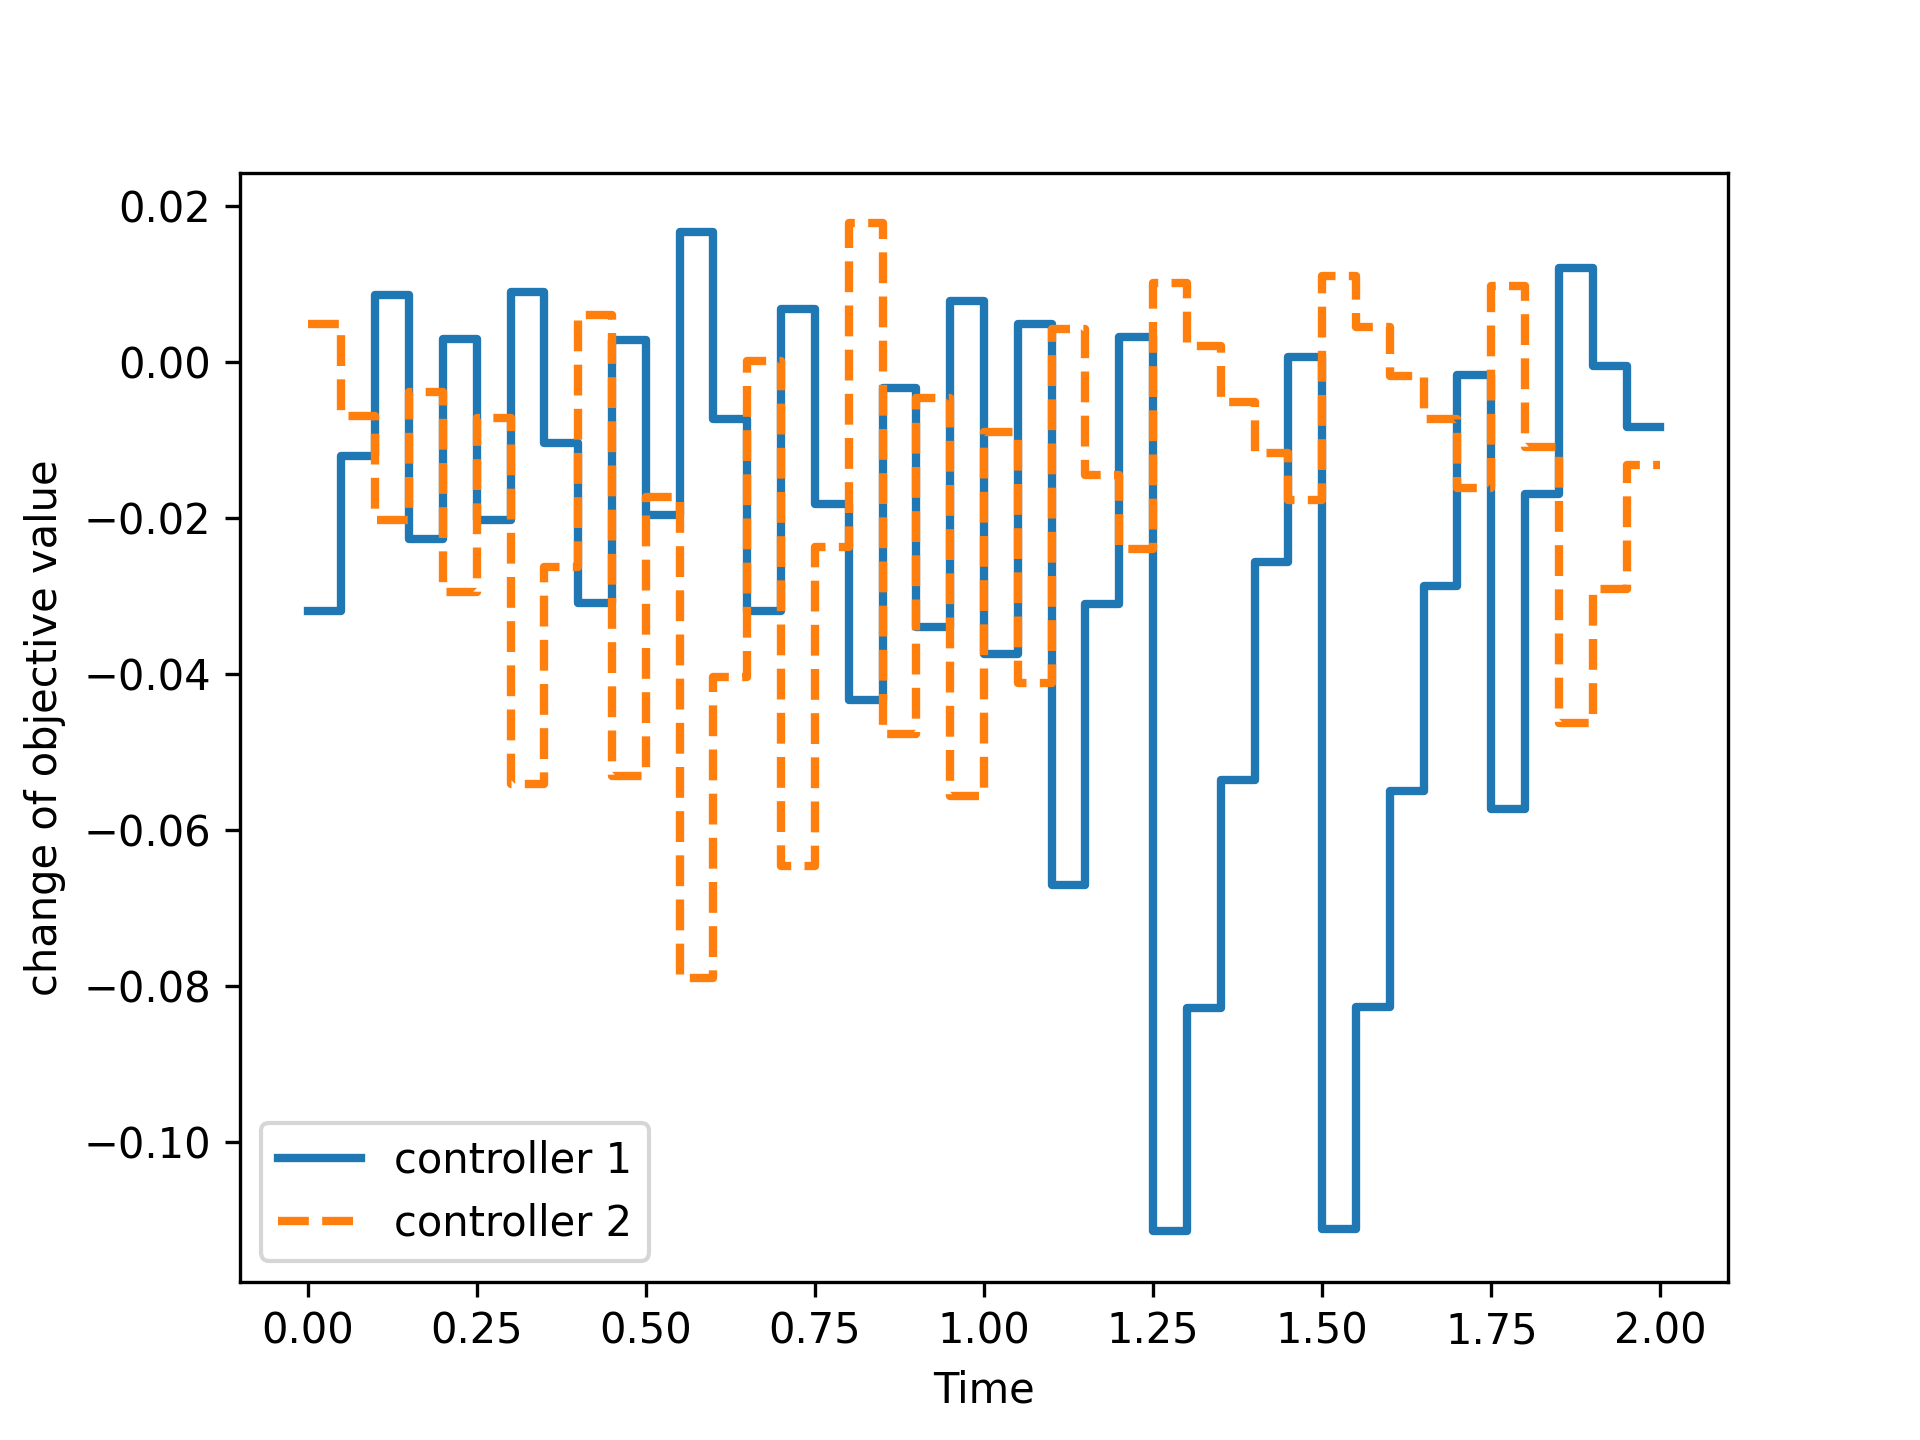 change of objective value
0.02
0.00
−0.02
−0.04
−0.06
−0.08
−0.10
controller 1
controller 2
0.00 0.25 0.50 0.75 1.00 1.25 1.50 1.75 2.00
Time